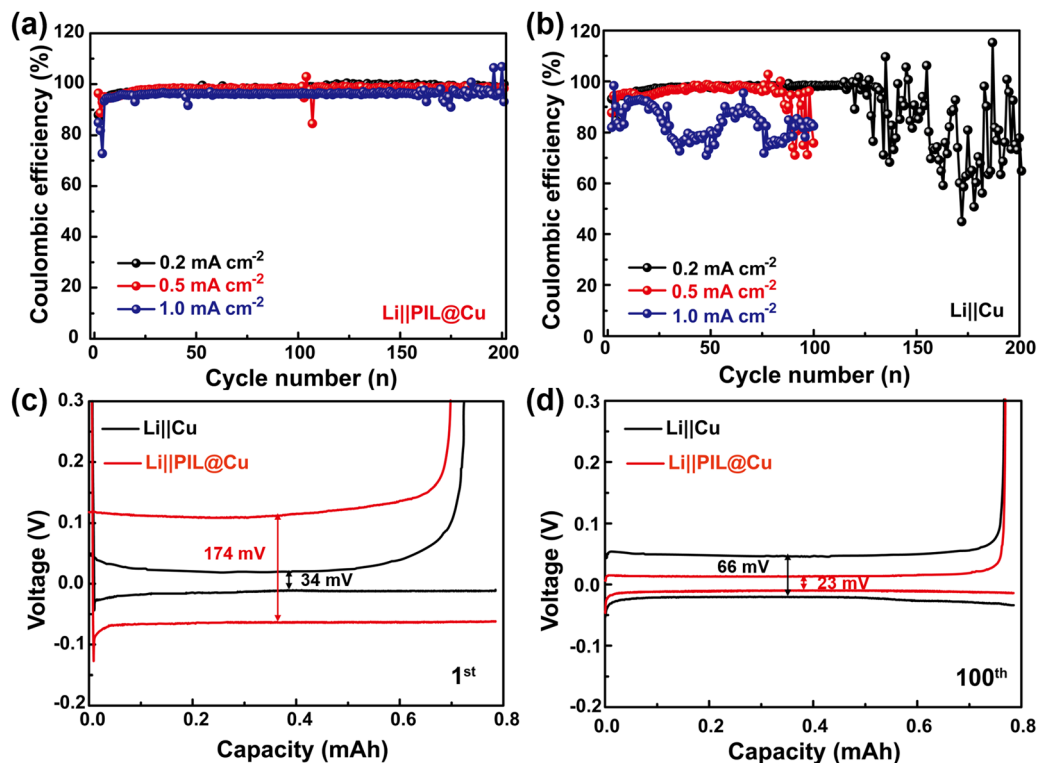 (a)
120
100
80
60
40
20
0
Coulombic efficiency (%)
0.2 mA cm⁻²
0.5 mA cm⁻²
1.0 mA cm⁻²
Li||PIL@Cu
0 50 100 150 200
Cycle number (n)
(b)
120
100
80
60
40
20
0
Coulombic efficiency (%)
0.2 mA cm⁻²
0.5 mA cm⁻²
1.0 mA cm⁻²
Li||Cu
0 50 100 150 200
Cycle number (n)
(c)
0.3
0.2
0.1
0.0
-0.1
-0.2
Voltage (V)
Li||Cu
Li||PIL@Cu
174 mV
34 mV
1ˢᵗ
0.0 0.2 0.4 0.6 0.8
Capacity (mAh)
(d)
0.3
0.2
0.1
0.0
-0.1
-0.2
Voltage (V)
Li||Cu
Li||PIL@Cu
66 mV
23 mV
100ᵗʰ
0.0 0.2 0.4 0.6 0.8
Capacity (mAh)